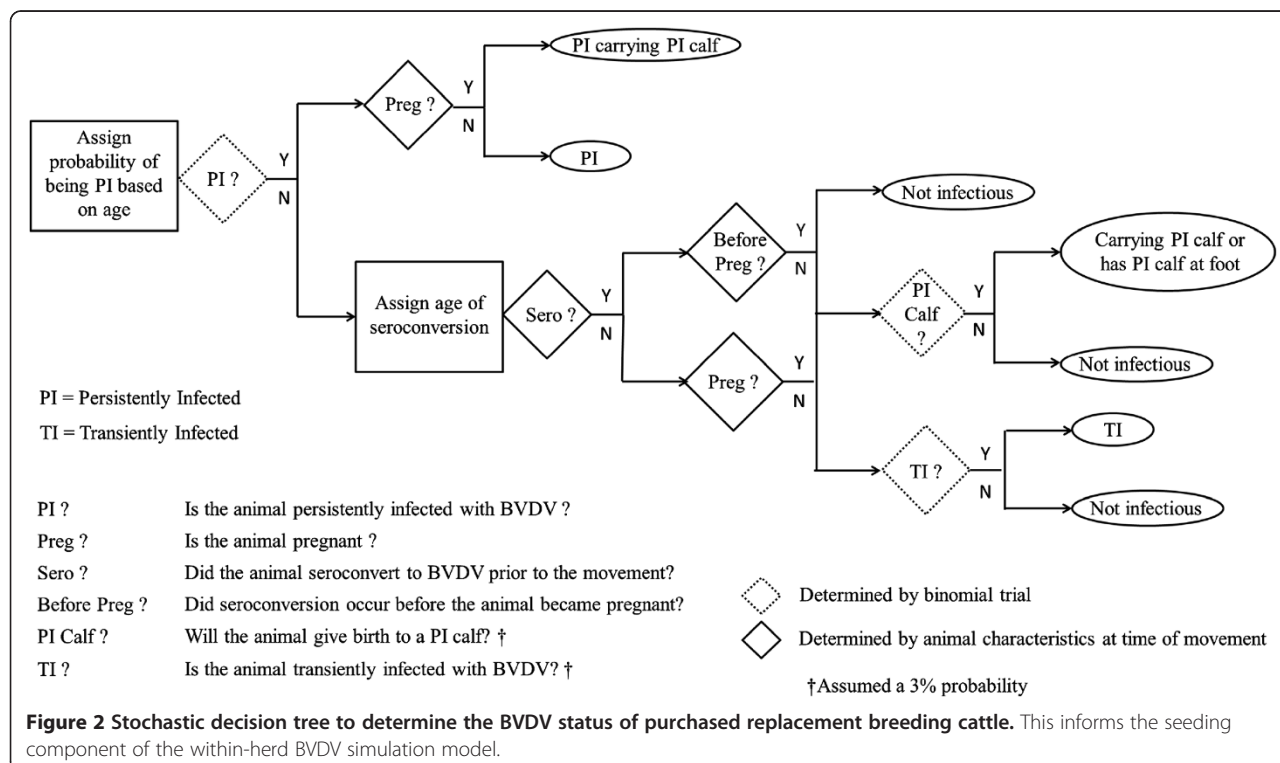 PI carrying PI calf
Y
Preg ?
N
PI
Assign
probability of
being PI based
on age
PI ?
Y
N
Not infectious
Before
Preg ?
Y
N
Carrying PI calf or
has PI calf at foot
Assign age of
seroconversion
Sero ?
Y
N
PI
Calf
?
Y
N
Preg ?
Y
N
Not infectious
PI = Persistently Infected
TI = Transiently Infected
TI
TI ?
Y
N
Not infectious
PI ? Is the animal persistently infected with BVDV ?
Preg ? Is the animal pregnant ?
Sero ? Did the animal seroconvert to BVDV prior to the movement?
Before Preg ? Did seroconversion occur before the animal became pregnant?
PI Calf ? Will the animal give birth to a PI calf? †
TI ? Is the animal transiently infected with BVDV? †
Determined by binomial trial
Determined by animal characteristics at time of movement
†Assumed a 3% probability
Figure 2 Stochastic decision tree to determine the BVDV status of purchased replacement breeding cattle. This informs the seeding
component of the within-herd BVDV simulation model.